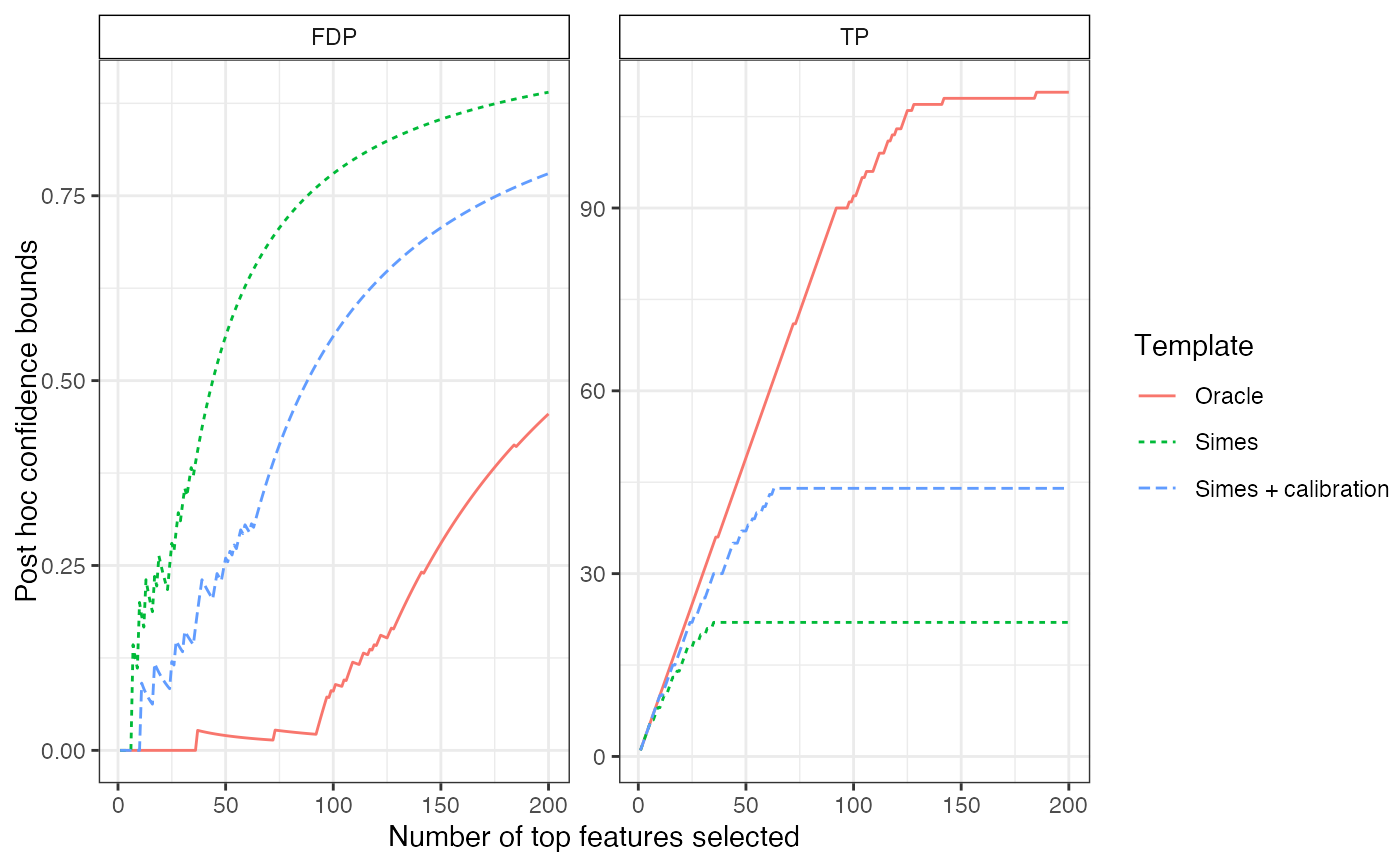 FDP
TP
Post hoc confidence bounds
0.75
0.50
0.25
0.00
90
60
30
0
0 50 100 150 200
0 50 100 150 200
Number of top features selected
Template
Oracle
Simes
Simes + calibration